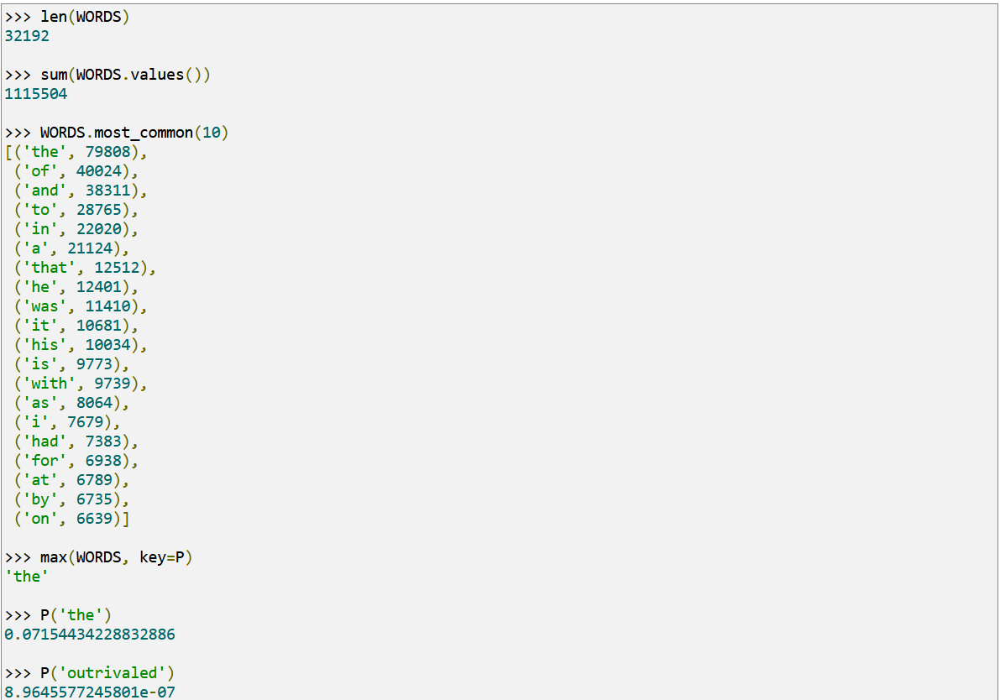 >>> len(WORDS)
32192
>>> sum(WORDS.values())
1115504
>>> WORDS.most_common(10)
[('the', 79808),
('of', 40024),
('and', 38311),
('to', 28765),
('in', 22020),
('a', 21124),
('that', 12512),
('he', 12401),
('was', 11410),
('it', 10681),
('his', 10034),
('is', 9773),
('with', 9739),
('as', 8064),
('i', 7679),
('had', 7383),
('for', 6938),
('at', 6789),
('by', 6735),
('on', 6639)]
>>> max(WORDS, key=P)
'the'
>>> P('the')
0.07154434228832886
>>> P('outrivaled')
8.9645577245801e-07